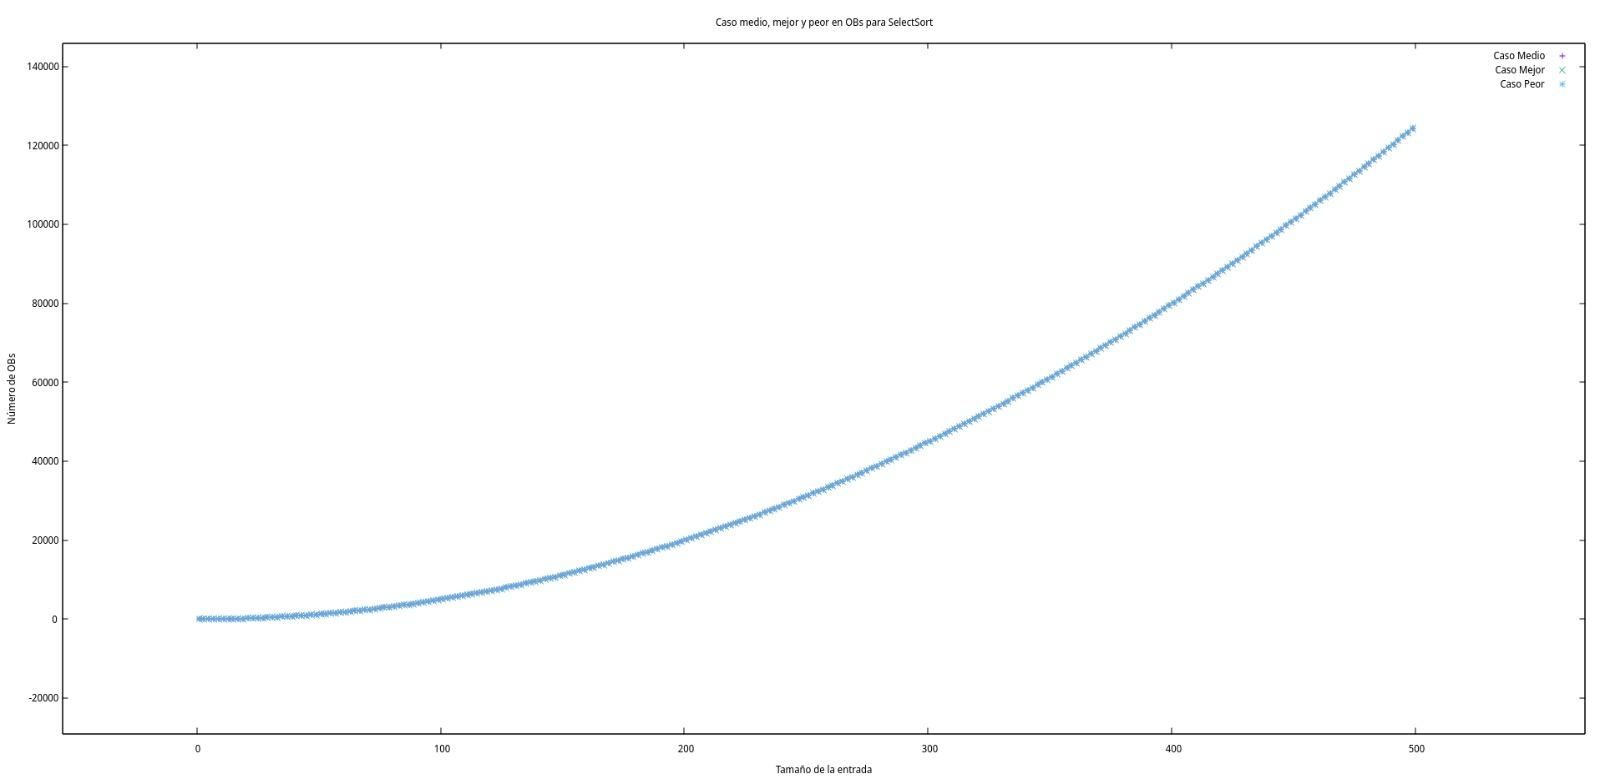 Caso medio, mejor y peor en OBs para SelectSort
Caso Medio
Caso Mejor
Caso Peor
140000
120000
100000
80000
60000
40000
20000
0
-20000
Número de OBs
0 100 200 300 400 500
Tamaño de la entrada